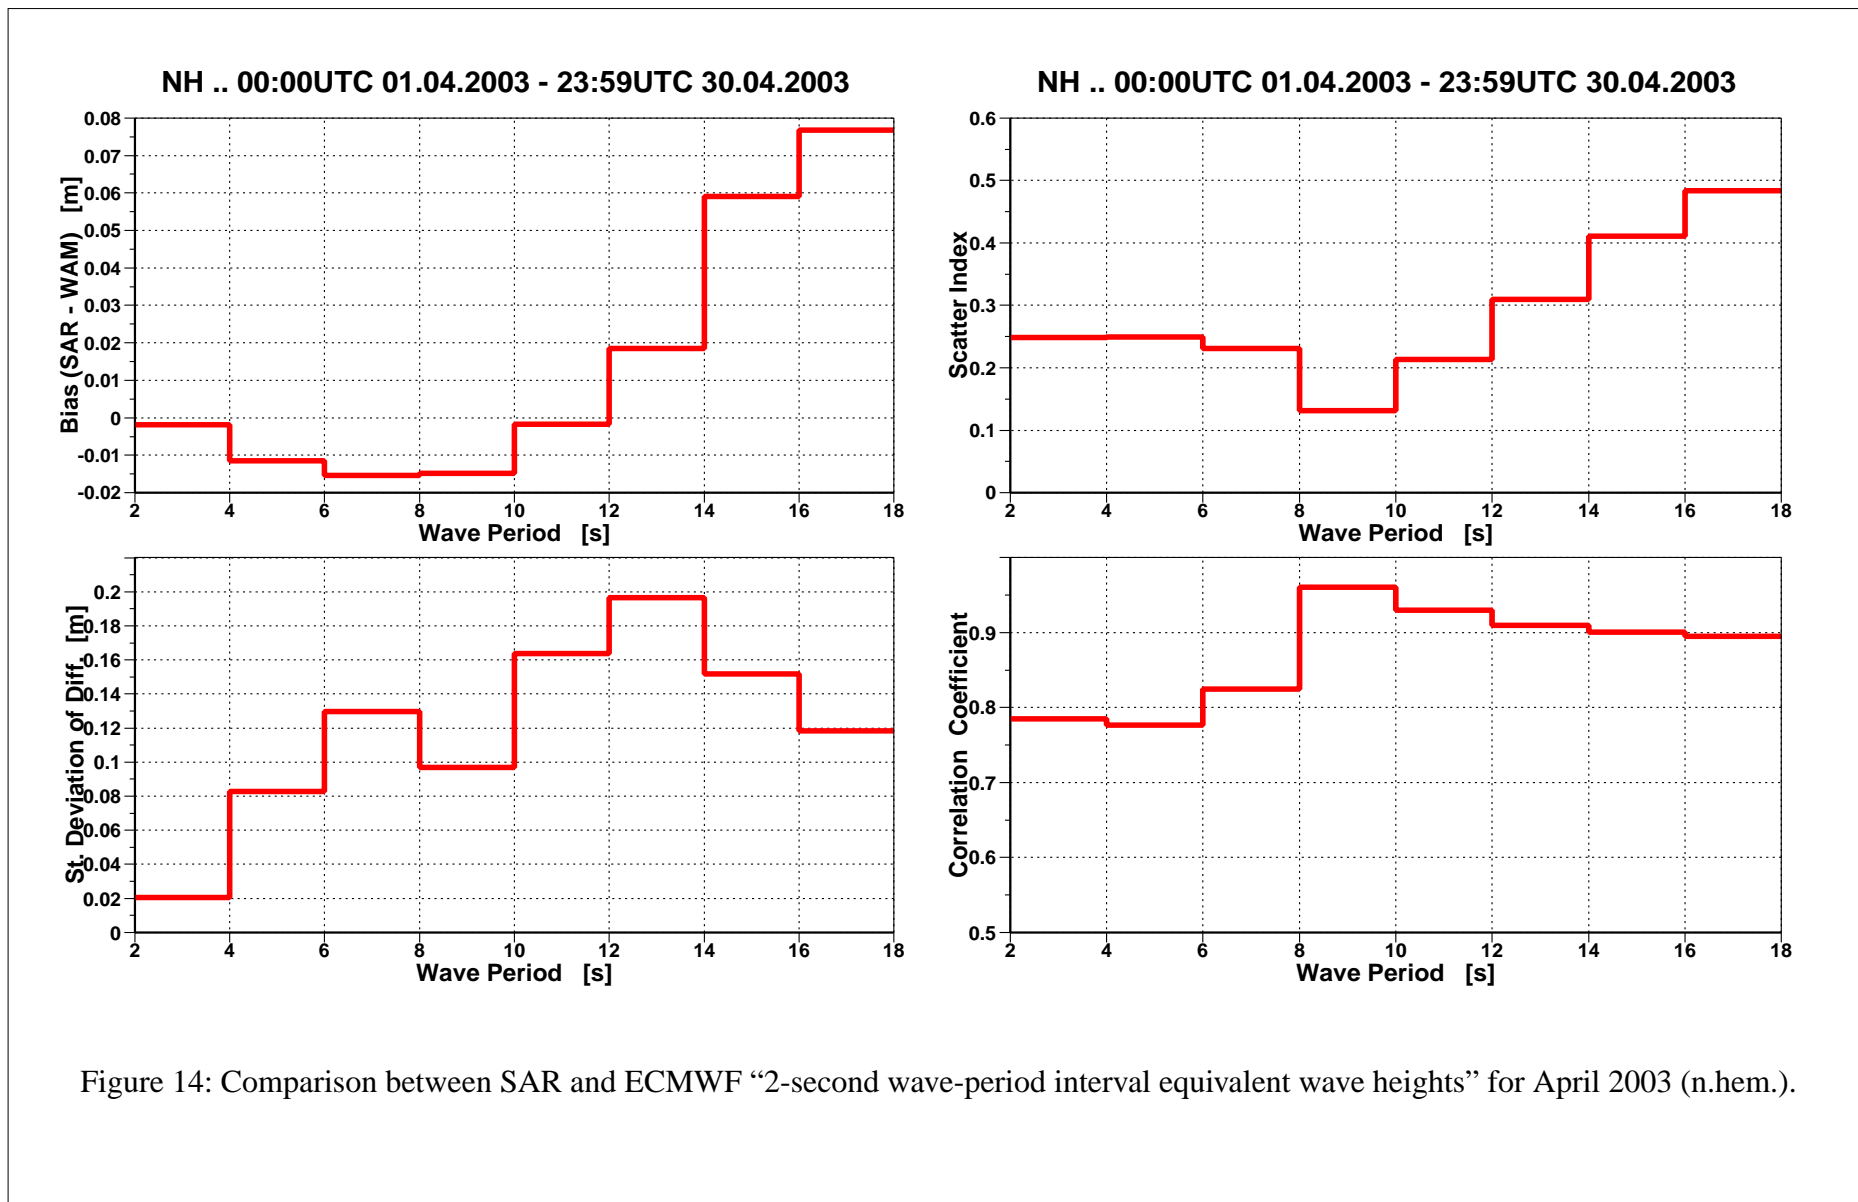 NH .. 00:00UTC 01.04.2003 - 23:59UTC 30.04.2003
Bias (SAR - WAM) [m]
0.08
0.07
0.06
0.05
0.04
0.03
0.02
0.01
0
-0.01
-0.02
2 4 6 8 10 12 14 16 18
Wave Period [s]
NH .. 00:00UTC 01.04.2003 - 23:59UTC 30.04.2003
Scatter Index
0.6
0.5
0.4
0.3
0.2
0.1
0
2 4 6 8 10 12 14 16 18
Wave Period [s]
St. Deviation of Diff. [m]
0.2
0.18
0.16
0.14
0.12
0.1
0.08
0.06
0.04
0.02
0
2 4 6 8 10 12 14 16 18
Wave Period [s]
Correlation Coefficient
0.9
0.8
0.7
0.6
0.5
2 4 6 8 10 12 14 16 18
Wave Period [s]
Figure 14: Comparison between SAR and ECMWF “2-second wave-period interval equivalent wave heights” for April 2003 (n.hem.).